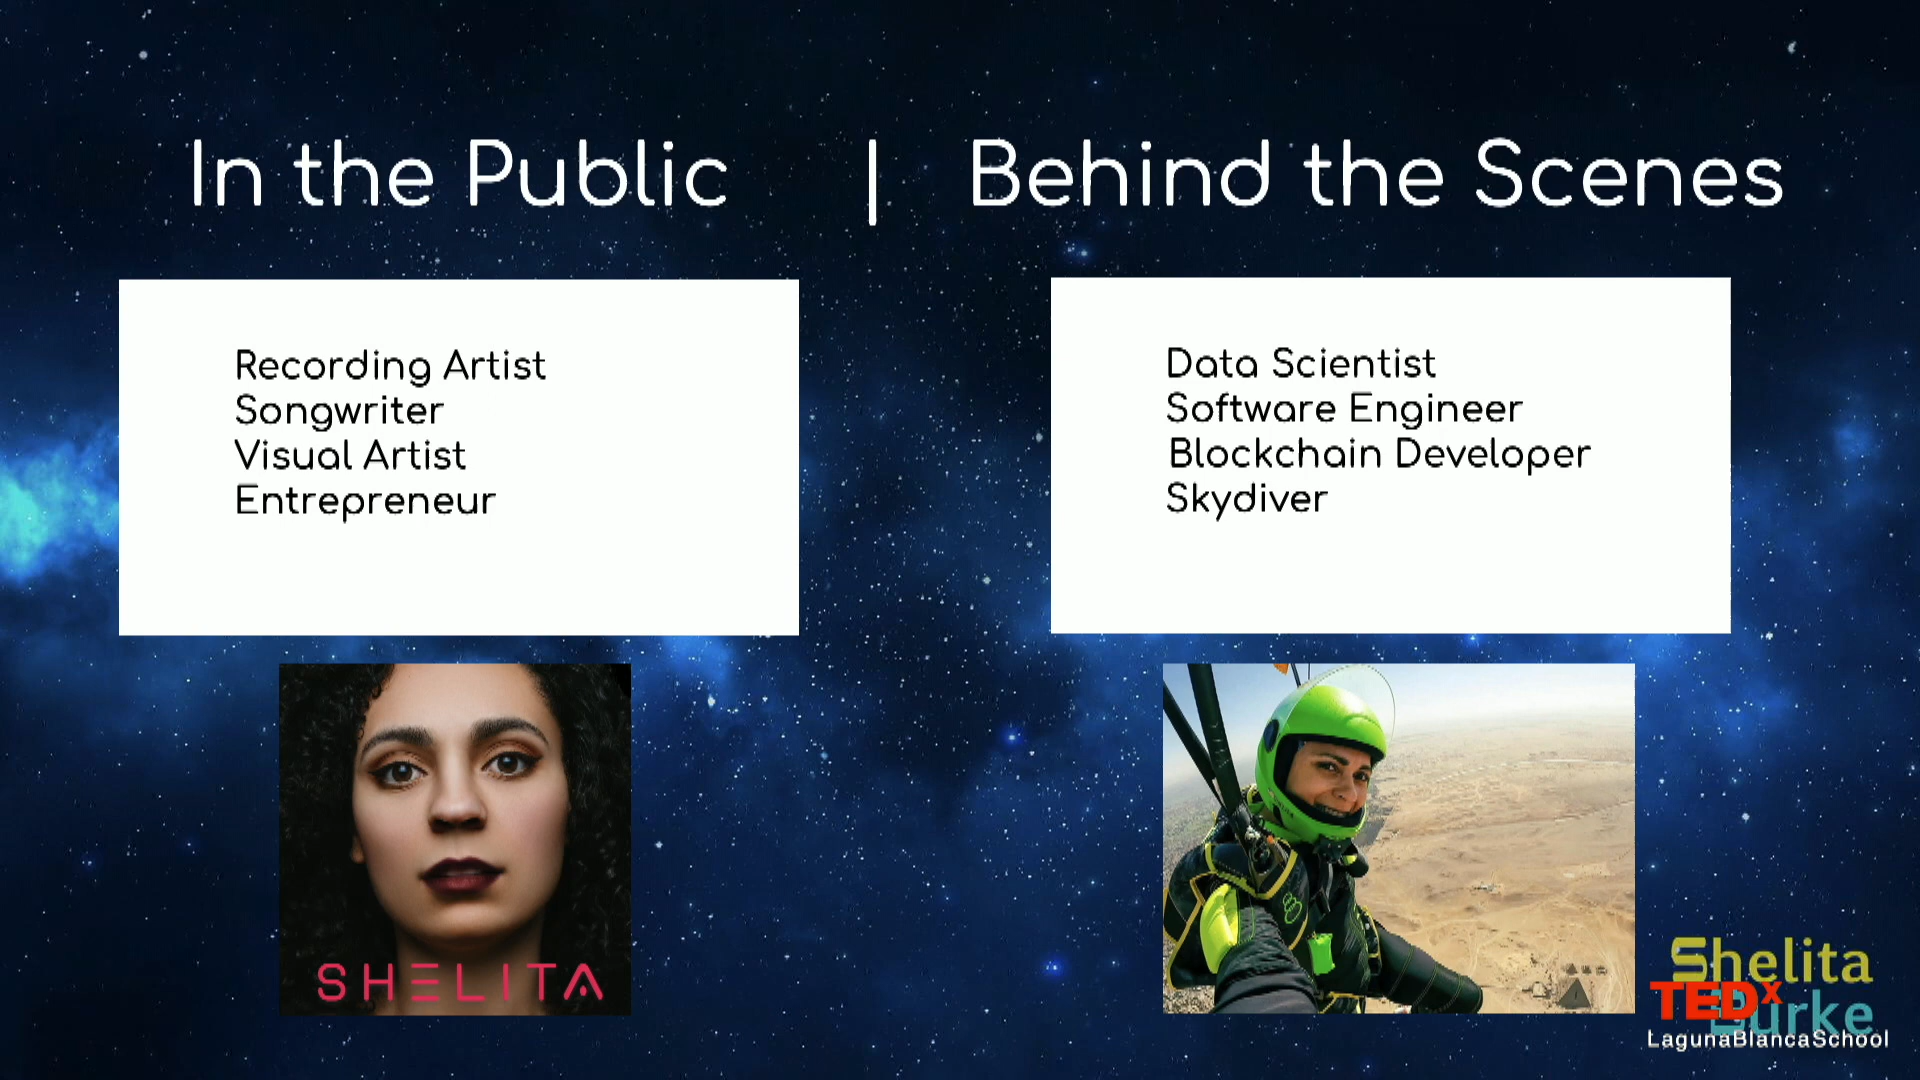 In the Public | Behind the Scenes
Recording Artist
Songwriter
Visual Artist
Entrepreneur
Data Scientist
Software Engineer
Blockchain Developer
Skydiver
SHELITA
Shelita
Burke
TEDx
LagunaBlancaSchool